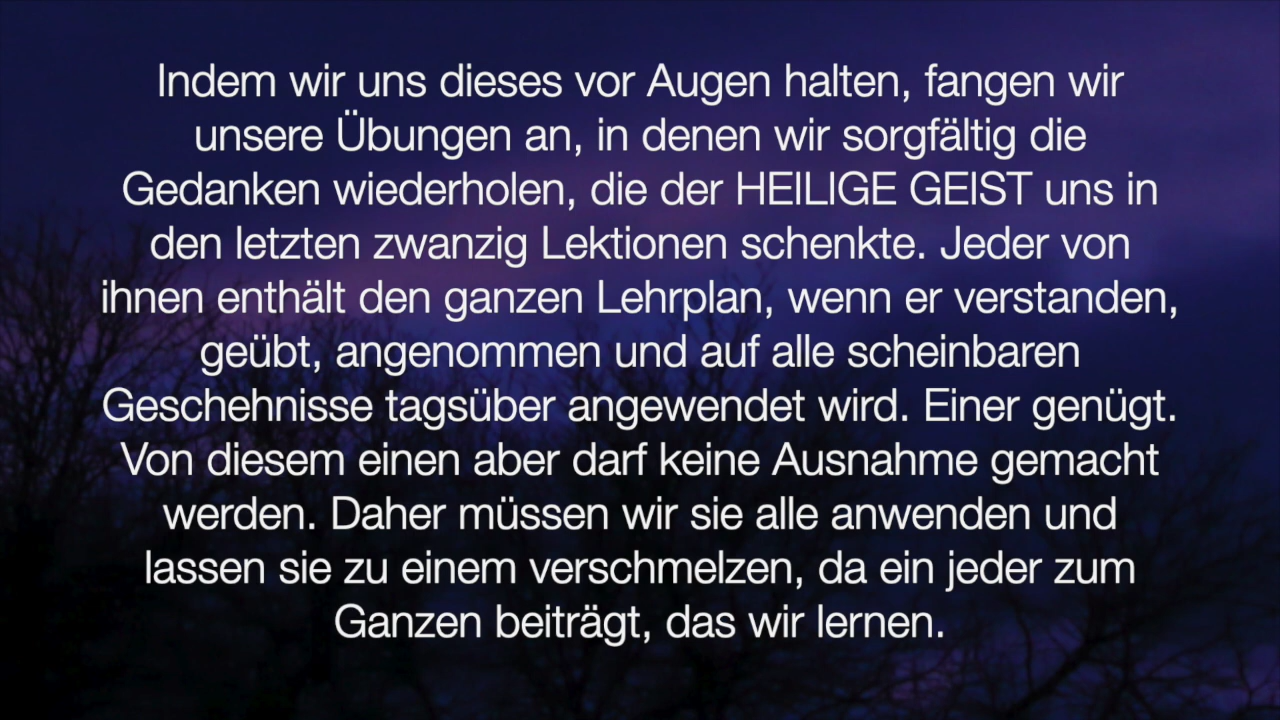 Indem wir uns dieses vor Augen halten, fangen wir
unsere Übungen an, in denen wir sorgfältig die
Gedanken wiederholen, die der HEILIGE GEIST uns in
den letzten zwanzig Lektionen schenkte. Jeder von
ihnen enthält den ganzen Lehrplan, wenn er verstanden,
geübt, angenommen und auf alle scheinbaren
Geschehnisse tagsüber angewendet wird. Einer genügt.
Von diesem einen aber darf keine Ausnahme gemacht
werden. Daher müssen wir sie alle anwenden und
lassen sie zu einem verschmelzen, da ein jeder zum
Ganzen beiträgt, das wir lernen.